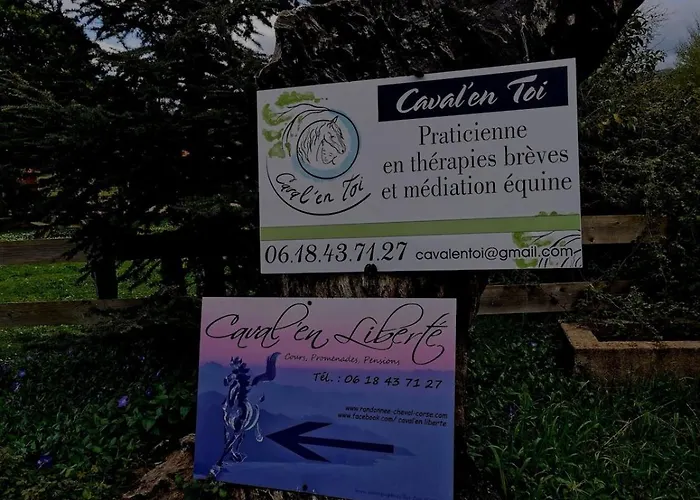 Caval'en Toi
Caval'en Toi
Praticienne
en thérapies brèves
et médiation équine
06.18.43.71.27 cavalentoi@gmail.com
Caval'en Liberté
Cours, Promenades, Pensions
Tél. : 06 18 43 71 27
www.randonnee-cheval-corse.com
www.facebook.com/ caval'en liberte